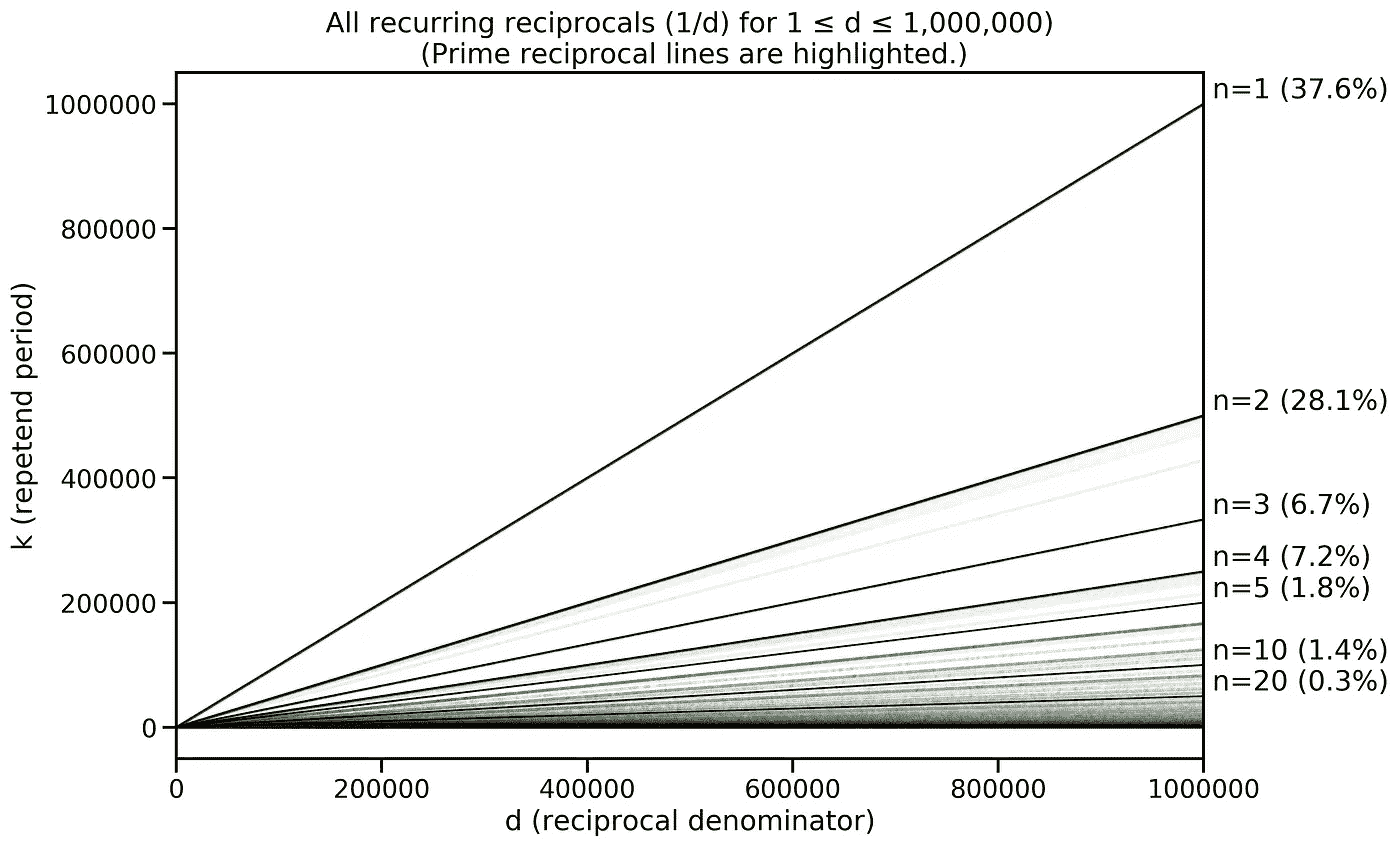 All recurring reciprocals (1/d) for 1 ≤ d ≤ 1,000,000)
(Prime reciprocal lines are highlighted.)
k (repetend period)
1000000
800000
600000
400000
200000
0
n=1 (37.6%)
n=2 (28.1%)
n=3 (6.7%)
n=4 (7.2%)
n=5 (1.8%)
n=10 (1.4%)
n=20 (0.3%)
0 200000 400000 600000 800000 1000000
d (reciprocal denominator)